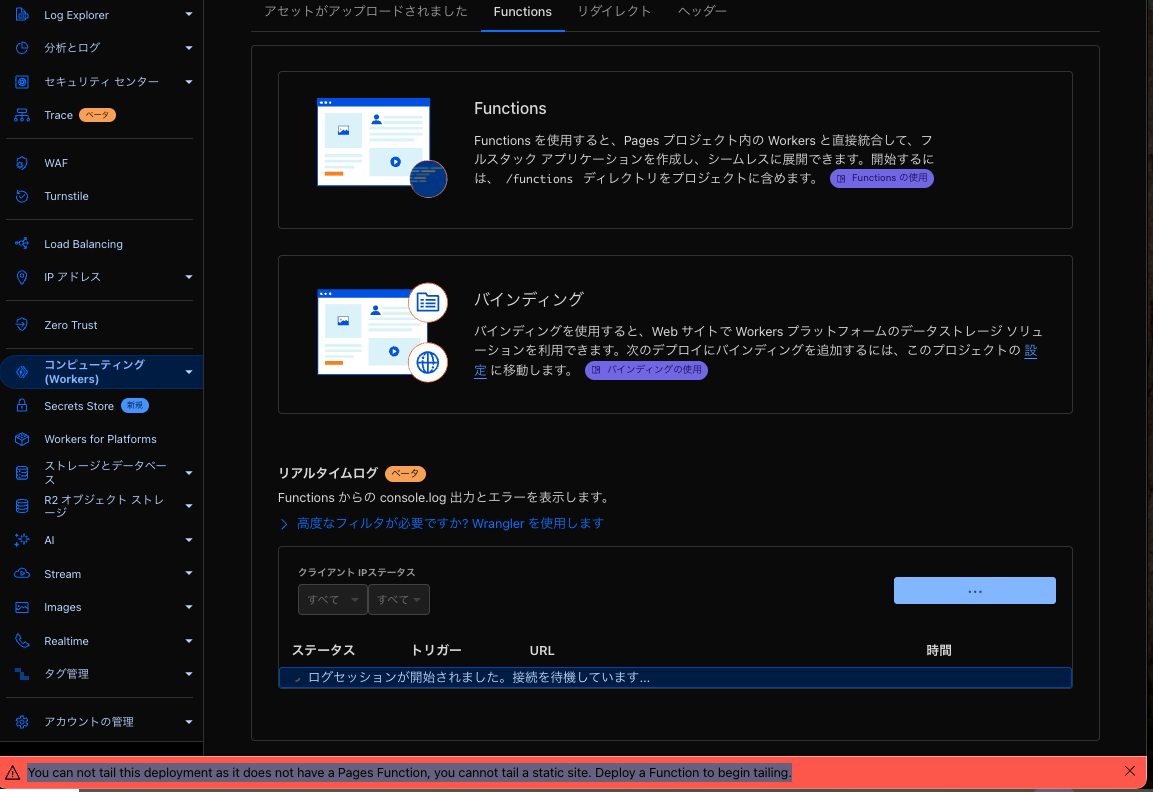 Log Explorer
分析とログ
セキュリティ センター
Trace ベータ
WAF
Turnstile
Load Balancing
IP アドレス
Zero Trust
コンピューティング
(Workers)
Secrets Store 新規
Workers for Platforms
ストレージとデータベー
ス
R2 オブジェクト ストレ
ージ
AI
Stream
Images
Realtime
タグ管理
アカウントの管理
アセットがアップロードされました Functions リダイレクト ヘッダー
Functions
Functions を使用すると、Pages プロジェクト内の Workers と直接統合して、フ
ルスタック アプリケーションを作成し、シームレスに展開できます。開始するに
は、 /functions ディレクトリをプロジェクトに含めます。 Functions の使用
バインディング
バインディングを使用すると、Web サイトで Workers プラットフォームのデータストレージ ソリュ
ーションを利用できます。次のデプロイにバインディングを追加するには、このプロジェクトの 設
定 に移動します。 バインディングの使用
リアルタイムログ ベータ
Functions からの console.log 出力とエラーを表示します。
高度なフィルタが必要ですか? Wrangler を使用します
クライアント IPステータス
すべて すべて
...
ステータス トリガー URL 時間
ログセッションが開始されました。接続を待機しています...
You can not tail this deployment as it does not have a Pages Function, you cannot tail a static site. Deploy a Function to begin tailing.